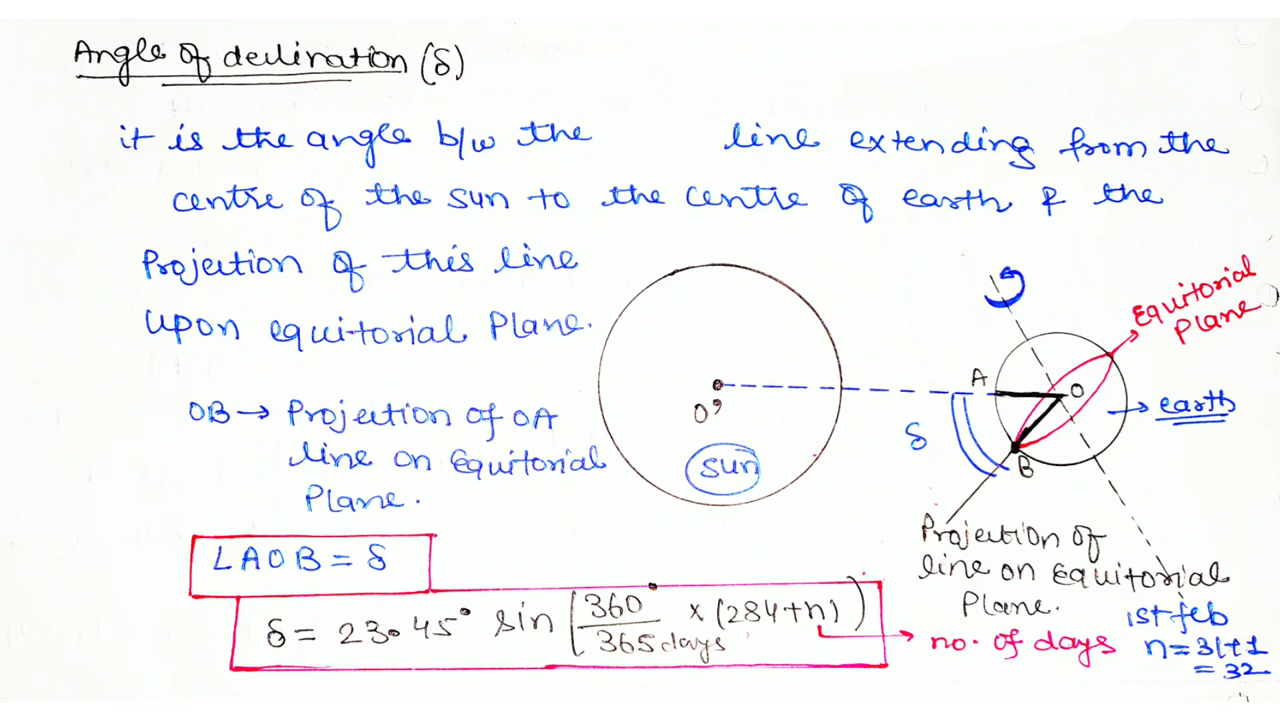 Angle of declination (δ)
it is the angle b/w the line extending from the
centre of the sun to the centre of earth & the
Projection of this line
upon equitorial Plane.
OB → Projection of OA
line on Equitorial
Plane.
∠AOB = δ
δ = 23.45° sin [360°/365 days × (284+n))
→ no. of days
1st feb
n = 31+1
= 32
O'
sun
A
O
B
δ
Equitorial
Plane
→ earth
Projection of
line on Equitorial
Plane.